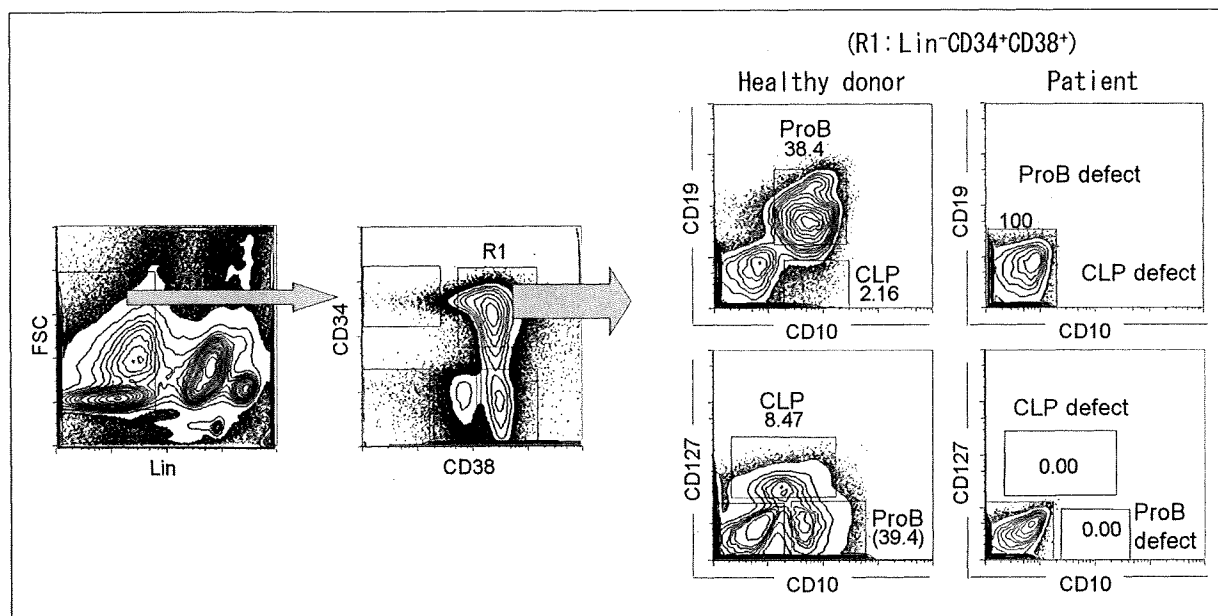 (R1: Lin⁻CD34⁺CD38⁺)
Healthy donor
Patient
FSC
Lin
CD34
R1
CD38
CD19
ProB
38.4
CLP
2.16
CD10
CD19
ProB defect
100
CLP defect
CD10
CD127
CLP
8.47
ProB
(39.4)
CD10
CD127
CLP defect
0.00
0.00
ProB
defect
CD10